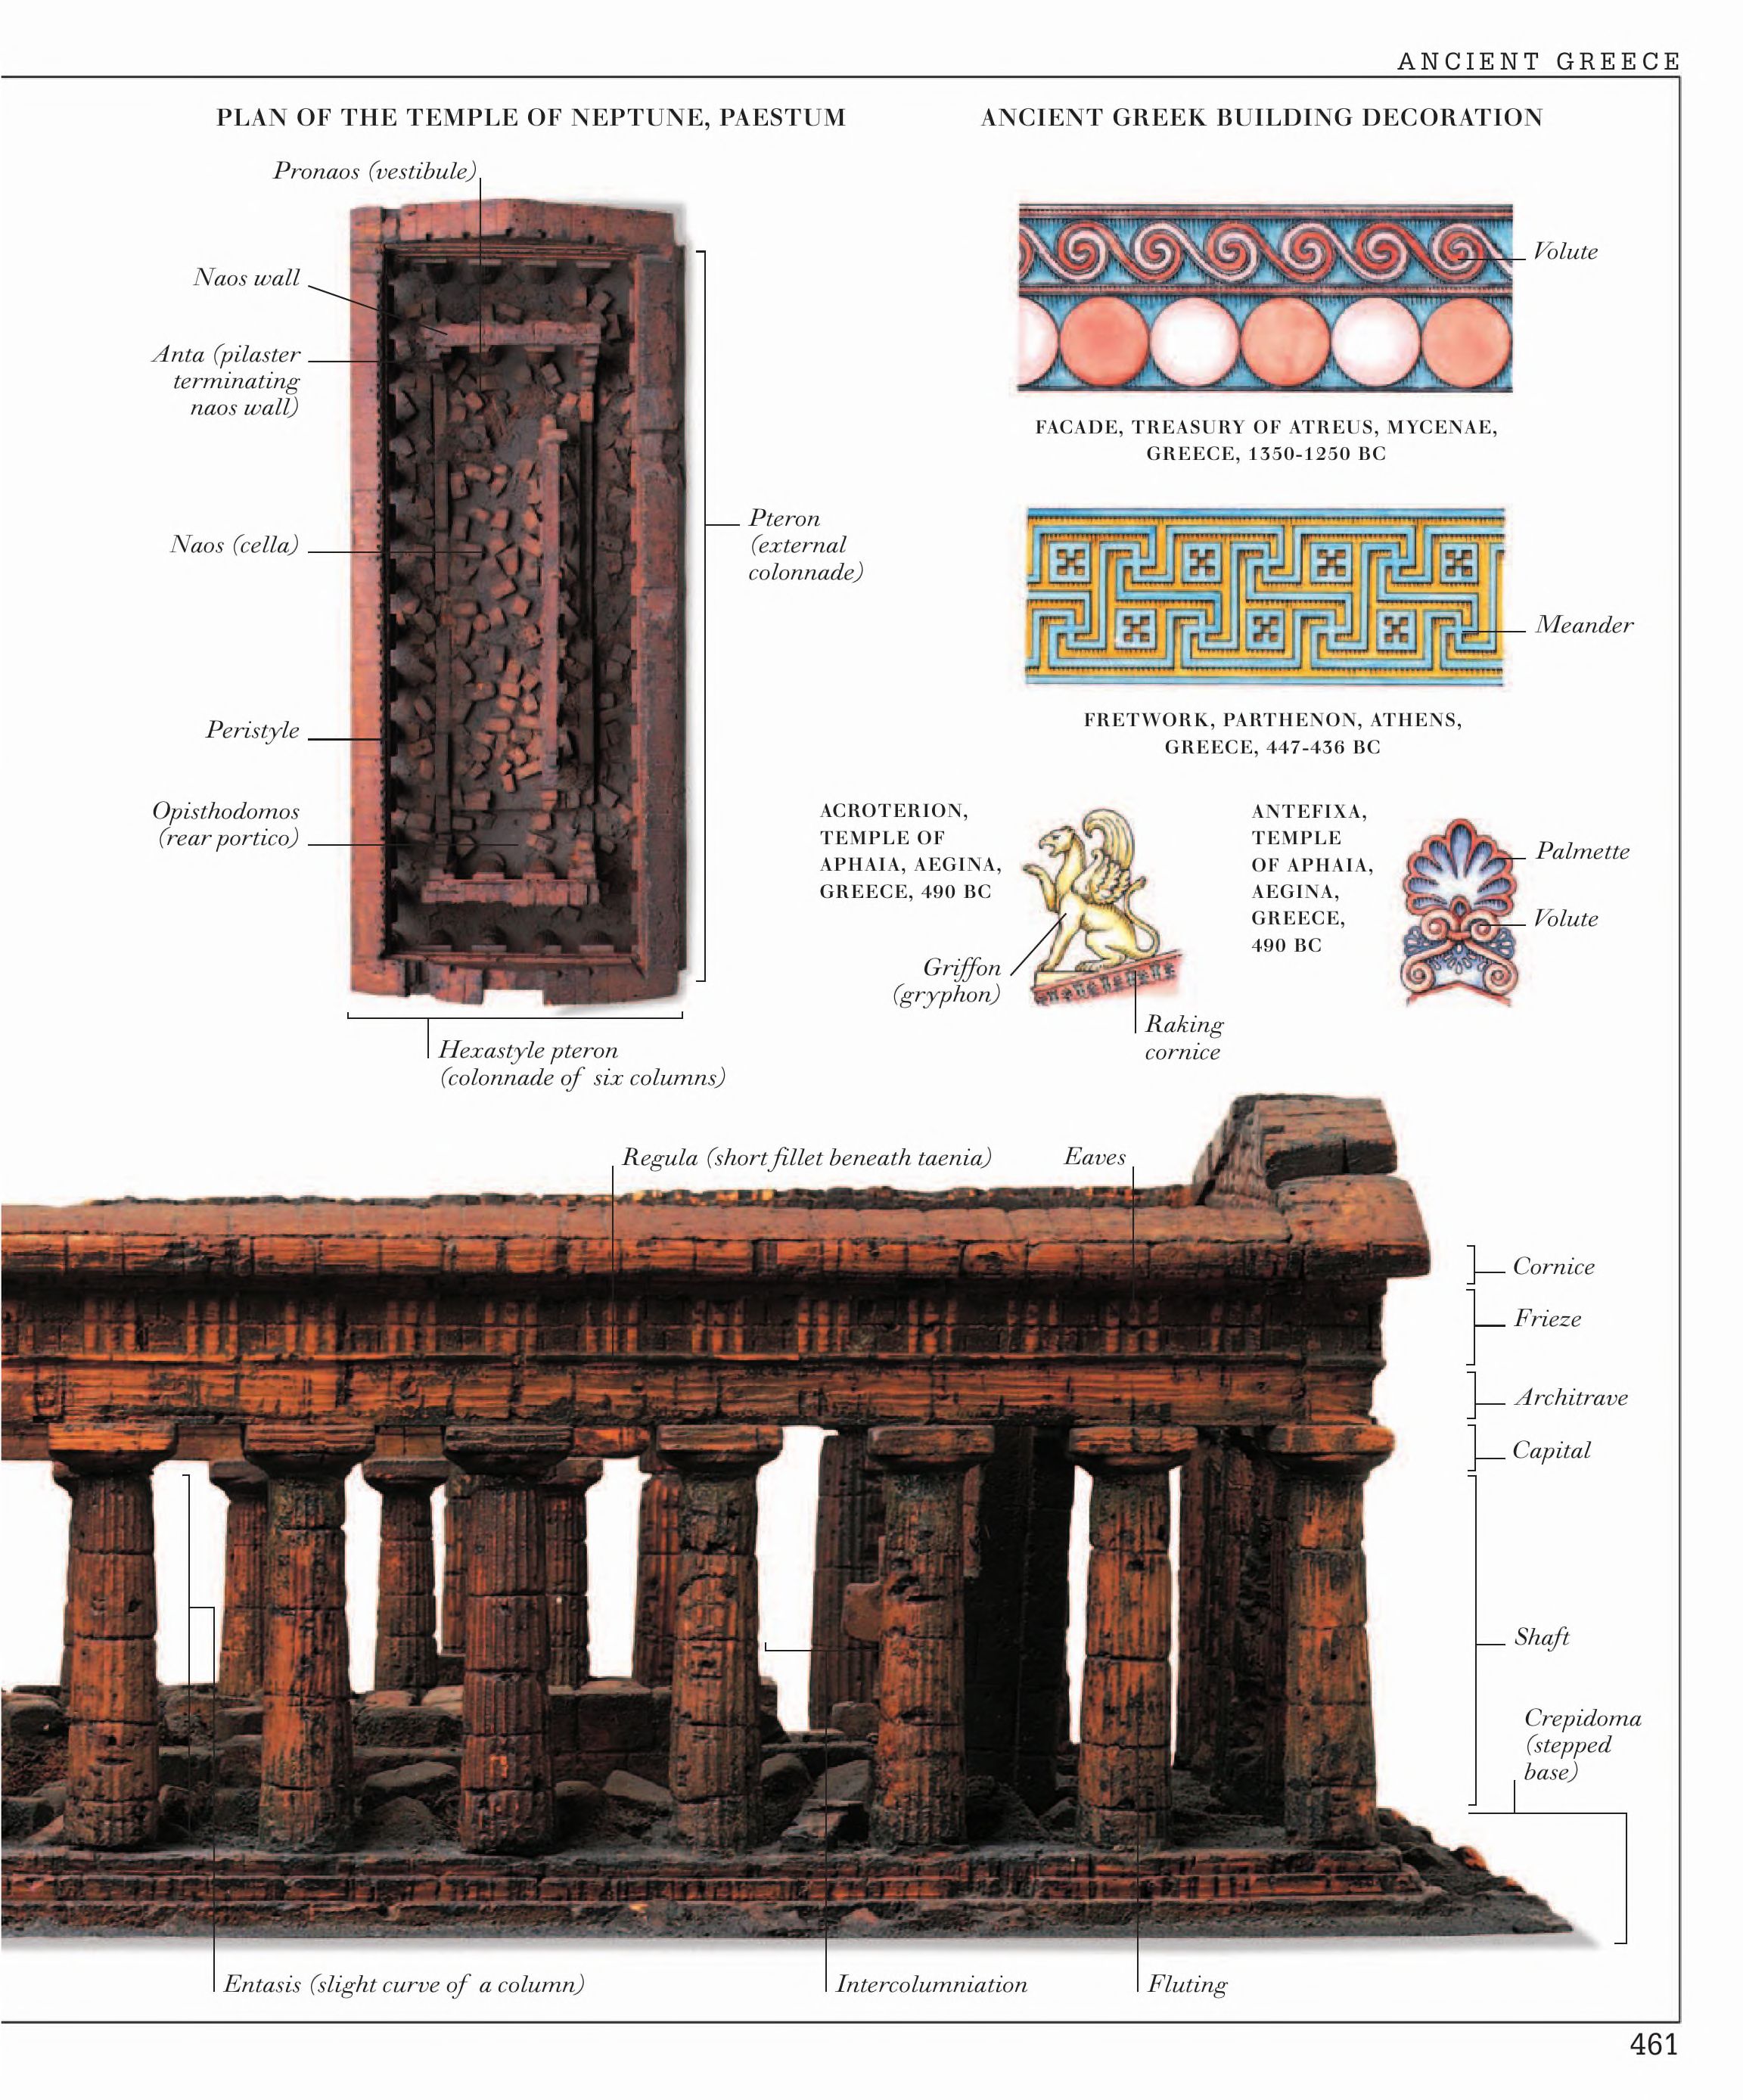 ANCIENT GREECE
PLAN OF THE TEMPLE OF NEPTUNE, PAESTUM
Pronaos (vestibule)
Naos wall
Anta (pilaster
terminating
naos wall)
Naos (cella)
Peristyle
Opisthodomos
(rear portico)
Pteron
(external
colonnade)
Hexastyle pteron
(colonnade of six columns)
ANCIENT GREEK BUILDING DECORATION
Volute
FACADE, TREASURY OF ATREUS, MYCENAE,
GREECE, 1350-1250 BC
Meander
FRETWORK, PARTHENON, ATHENS,
GREECE, 447-436 BC
ACROTERION,
TEMPLE OF
APHAIA, AEGINA,
GREECE, 490 BC
Griffon
(gryphon)
Raking
cornice
ANTEFIXA,
TEMPLE
OF APHAIA,
AEGINA,
GREECE,
490 BC
Palmette
Volute
Regula (short fillet beneath taenia)
Eaves
Cornice
Frieze
Architrave
Capital
Shaft
Crepidoma
(stepped
base)
Entasis (slight curve of a column)
Intercolumniation
Fluting
461